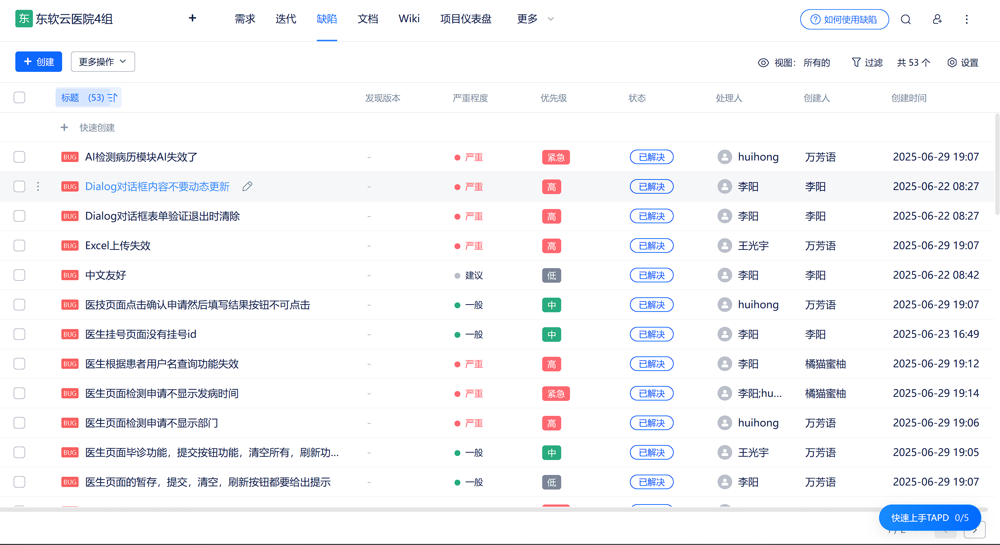 东 东软云医院4组 + 需求 迭代 缺陷 文档 Wiki 项目仪表盘 更多 如何使用缺陷
+ 创建 更多操作 视图： 所有的 过滤 共 53 个 设置
标题 (53) 发现版本 严重程度 优先级 状态 处理人 创建人 创建时间
+ 快速创建
BUG AI检测病历模块AI失效了 - 严重 紧急 已解决 huihong 万芳语 2025-06-29 19:07
BUG Dialog对话框内容不要动态更新 - 严重 高 已解决 李阳 李阳 2025-06-22 08:27
BUG Dialog对话框表单验证退出时清除 - 严重 高 已解决 李阳 李阳 2025-06-22 08:27
BUG Excel上传失效 - 严重 高 已解决 王光宇 万芳语 2025-06-29 19:07
BUG 中文友好 - 建议 低 已解决 李阳 李阳 2025-06-22 08:42
BUG 医技页面点击确认申请然后填写结果按钮不可点击 - 一般 中 已解决 huihong 万芳语 2025-06-29 19:07
BUG 医生挂号页面没有挂号id - 一般 中 已解决 李阳 李阳 2025-06-23 16:49
BUG 医生根据患者用户名查询功能失效 - 严重 高 已解决 李阳 橘猫蜜柚 2025-06-29 19:12
BUG 医生页面检测申请不显示发病时间 - 严重 紧急 已解决 李阳;hu... 橘猫蜜柚 2025-06-29 19:14
BUG 医生页面检测申请不显示部门 - 严重 高 已解决 huihong 万芳语 2025-06-29 19:06
BUG 医生页面毕诊功能，提交按钮功能，清空所有，刷新功... - 一般 中 已解决 王光宇 万芳语 2025-06-29 19:05
BUG 医生页面的暂存，提交，清空，刷新按钮都要给出提示 - 一般 低 已解决 李阳 万芳语 2025-06-29 19:07
快速上手TAPD 0/5